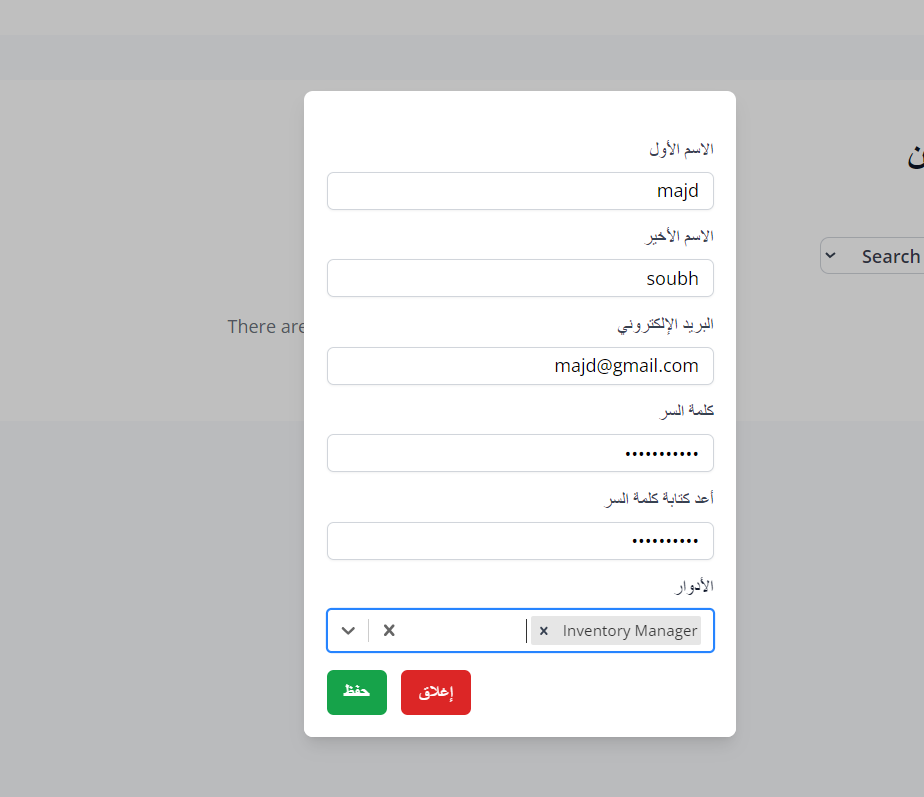 الاسم الأول
majd
الاسم الأخير
soubh
البريد الإلكتروني
majd@gmail.com
كلمة السر
•••••••••••
أعد كتابة كلمة السر
••••••••••
الأدوار
Inventory Manager
إغلاق
حفظ
Search
There are